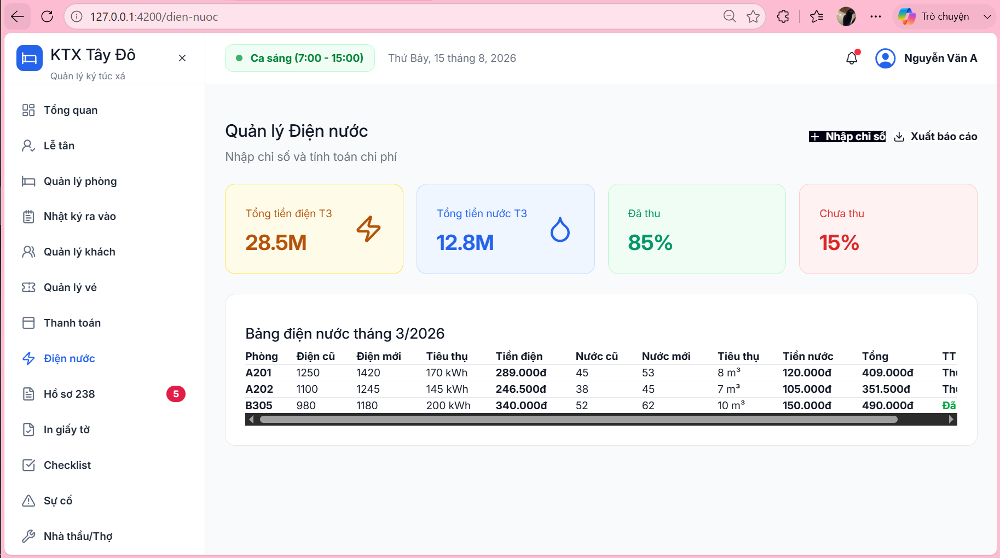 127.0.0.1:4200/dien-nuoc
Trò chuyện
KTX Tây Đô
Quản lý ký túc xá
Ca sáng (7:00 - 15:00)
Thứ Bảy, 15 tháng 8, 2026
Nguyễn Văn A
Tổng quan
Lễ tân
Quản lý phòng
Nhật ký ra vào
Quản lý khách
Quản lý vé
Thanh toán
Điện nước
Hồ sơ 238
5
In giấy tờ
Checklist
Sự cố
Nhà thầu/Thợ
Quản lý Điện nước
Nhập chỉ số và tính toán chi phí
Nhập chỉ số
Xuất báo cáo
Tổng tiền điện T3
28.5M
Tổng tiền nước T3
12.8M
Đã thu
85%
Chưa thu
15%
Bảng điện nước tháng 3/2026
Phòng Điện cũ Điện mới Tiêu thụ Tiền điện Nước cũ Nước mới Tiêu thụ Tiền nước Tổng TT
A201 1250 1420 170 kWh 289.000đ 45 53 8 m³ 120.000đ 409.000đ
A202 1100 1245 145 kWh 246.500đ 38 45 7 m³ 105.000đ 351.500đ
B305 980 1180 200 kWh 340.000đ 52 62 10 m³ 150.000đ 490.000đ Đã